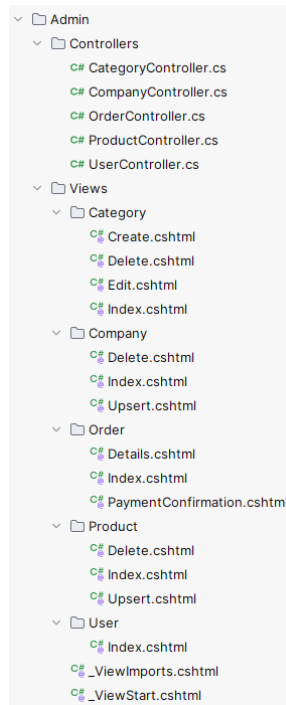 Admin
Controllers
C# CategoryController.cs
C# CompanyController.cs
C# OrderController.cs
C# ProductController.cs
C# UserController.cs
Views
Category
C# Create.cshtml
C# Delete.cshtml
C# Edit.cshtml
C# Index.cshtml
Company
C# Delete.cshtml
C# Index.cshtml
C# Upsert.cshtml
Order
C# Details.cshtml
C# Index.cshtml
C# PaymentConfirmation.cshtm
Product
C# Delete.cshtml
C# Index.cshtml
C# Upsert.cshtml
User
C# Index.cshtml
C# _ViewImports.cshtml
C# _ViewStart.cshtml